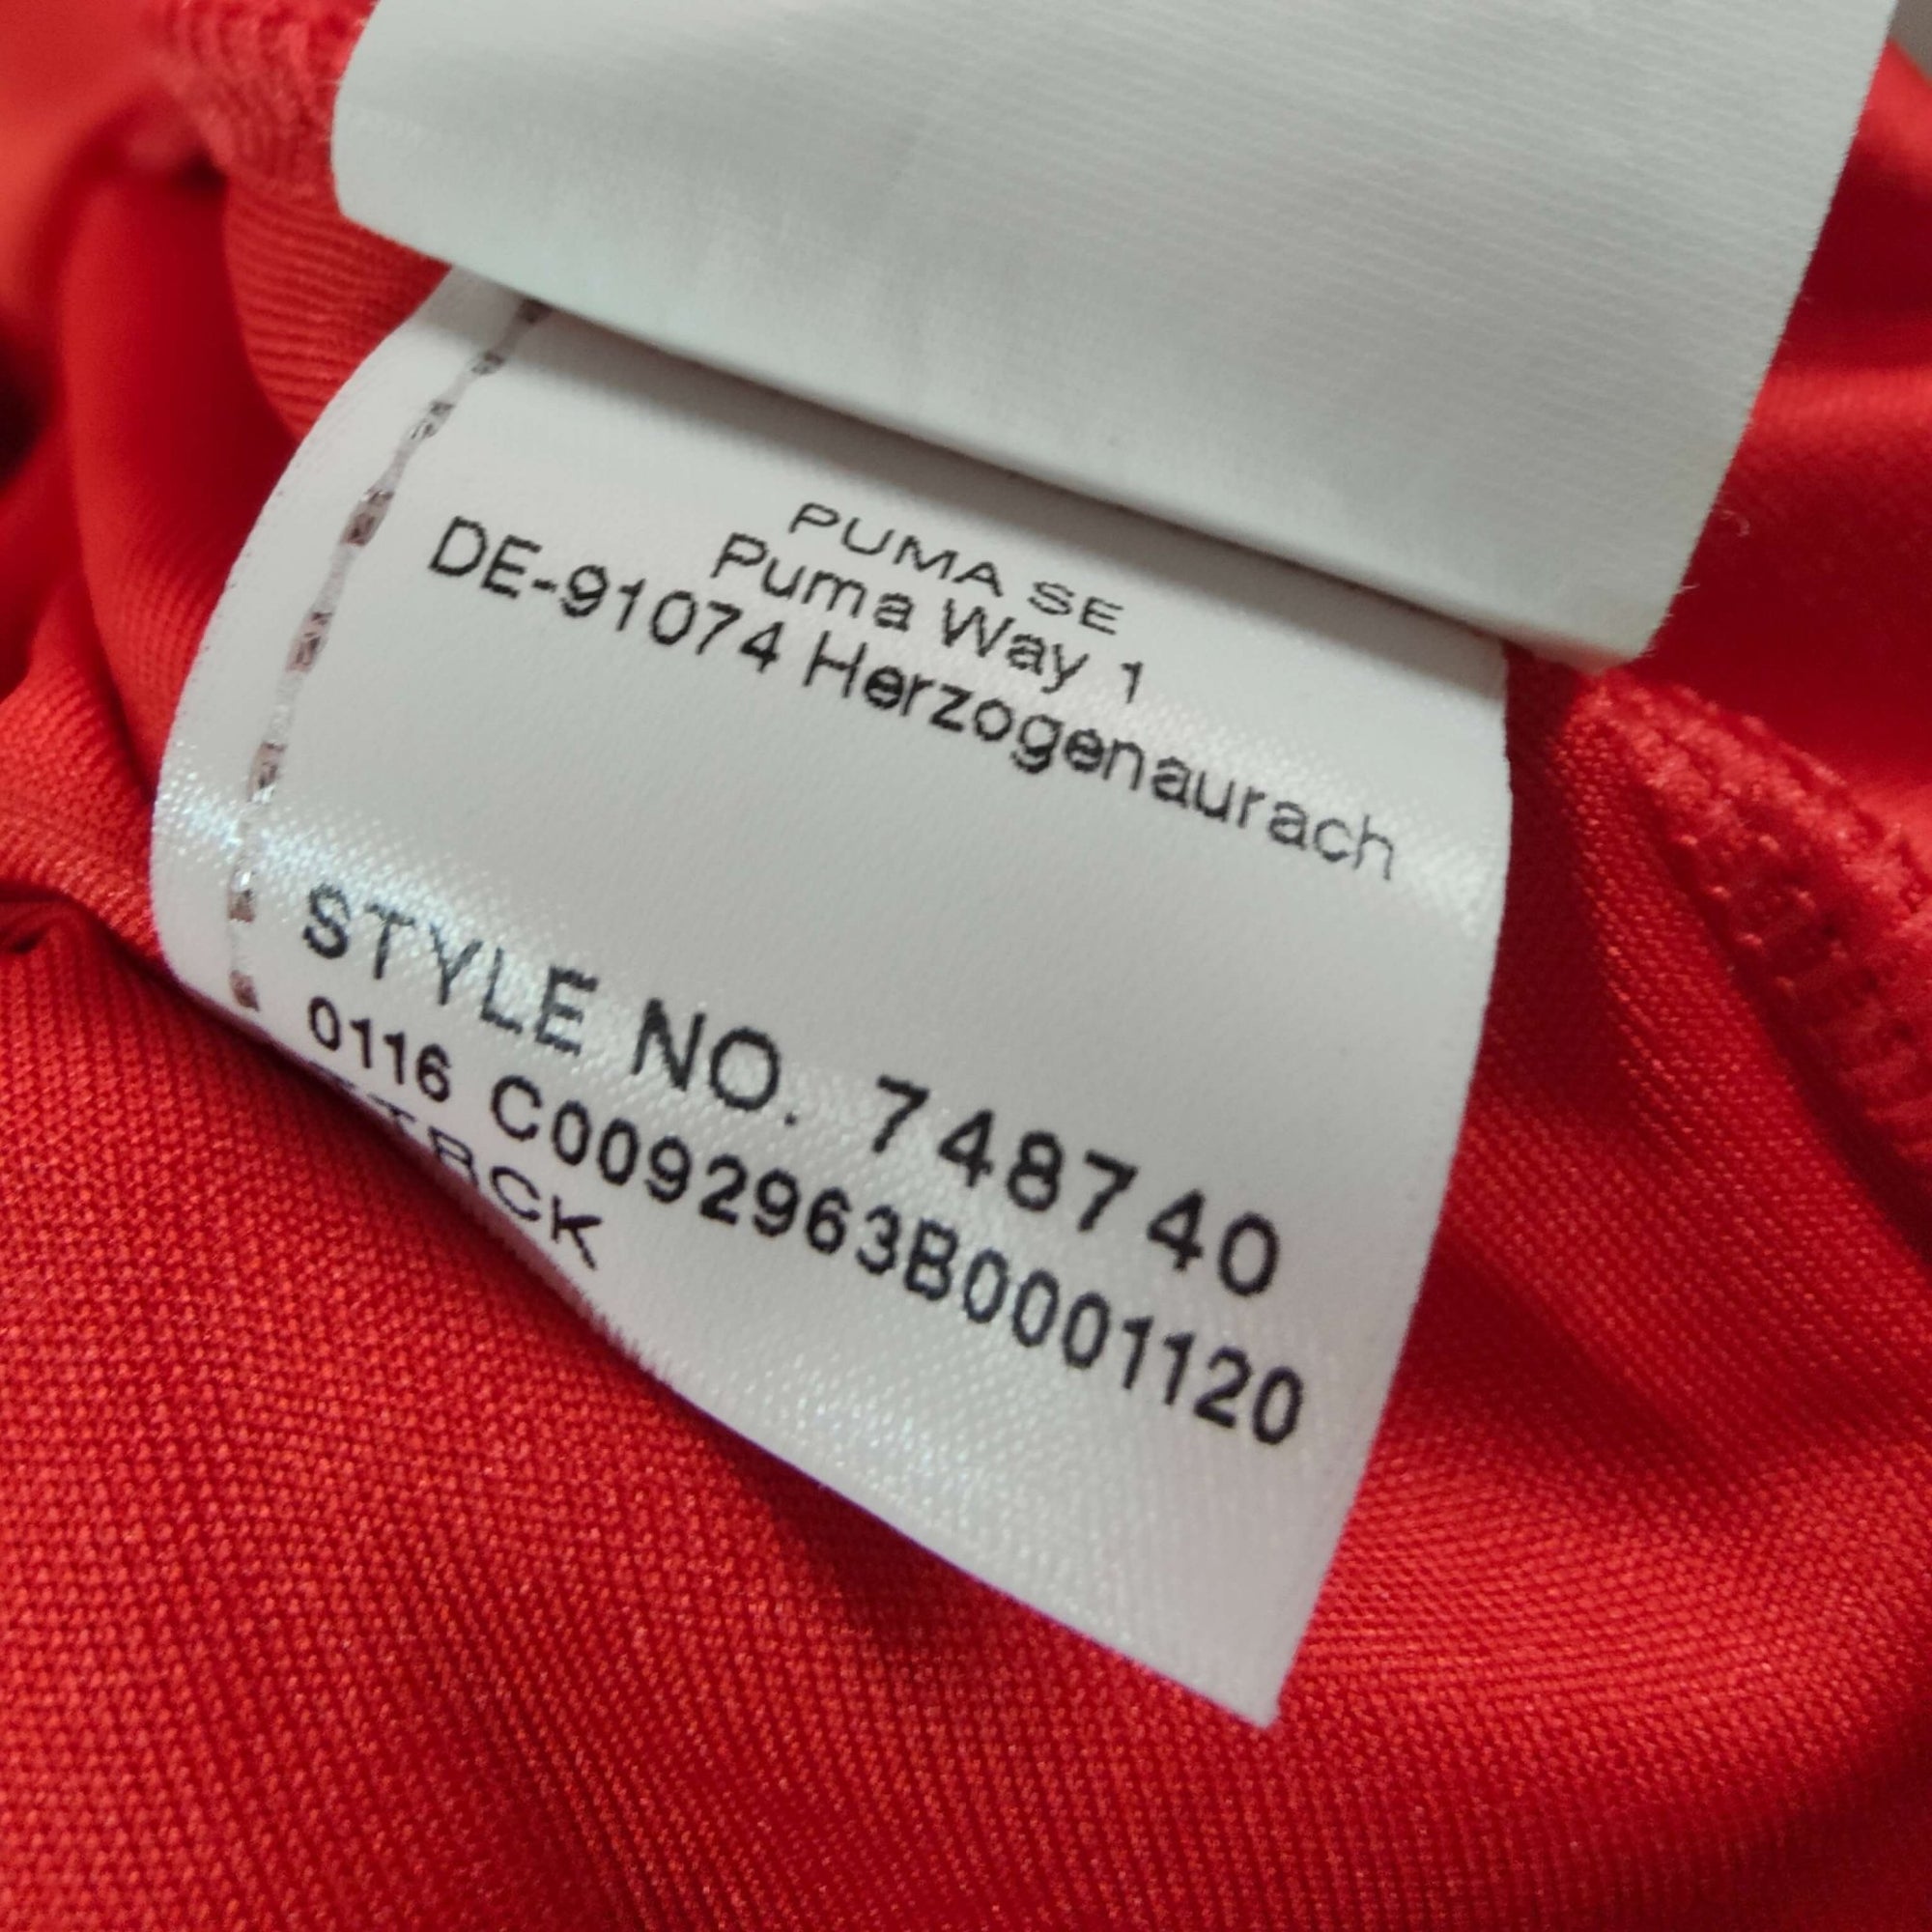 PUMA SE
Puma Way 1
DE-91074 Herzogenaurach
STYLE NO. 748740
0116 C0092963B0001120